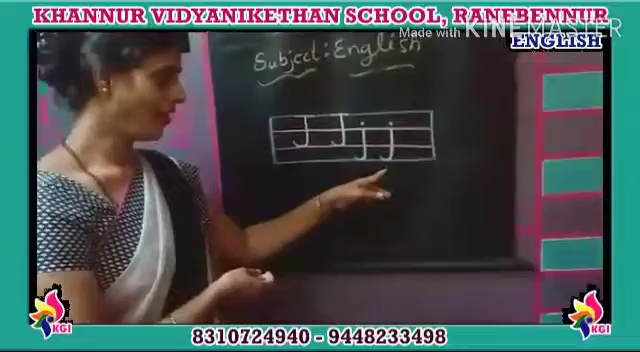 KHANNUR VIDYANIKETHAN SCHOOL, RANEBENNUR
Made with KINEMASTER
ENGLISH
Subject: English
J J j j
KGI KGI
8310724940 - 9448233498